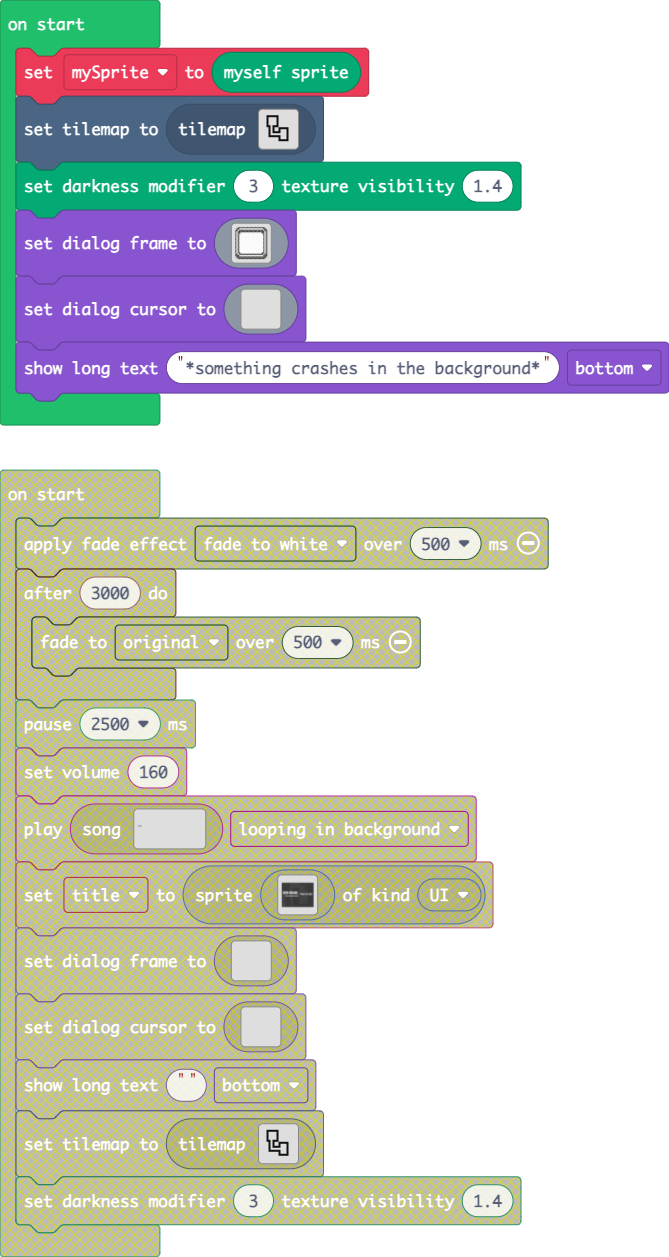 on start
set mySprite to myself sprite
set tilemap to tilemap
set darkness modifier 3 texture visibility 1.4
set dialog frame to
set dialog cursor to
show long text "*something crashes in the background*" bottom
on start
apply fade effect fade to white over 500 ms
after 3000 do
fade to original over 500 ms
pause 2500 ms
set volume 160
play song looping in background
set title to sprite of kind UI
set dialog frame to
set dialog cursor to
show long text "" bottom
set tilemap to tilemap
set darkness modifier 3 texture visibility 1.4